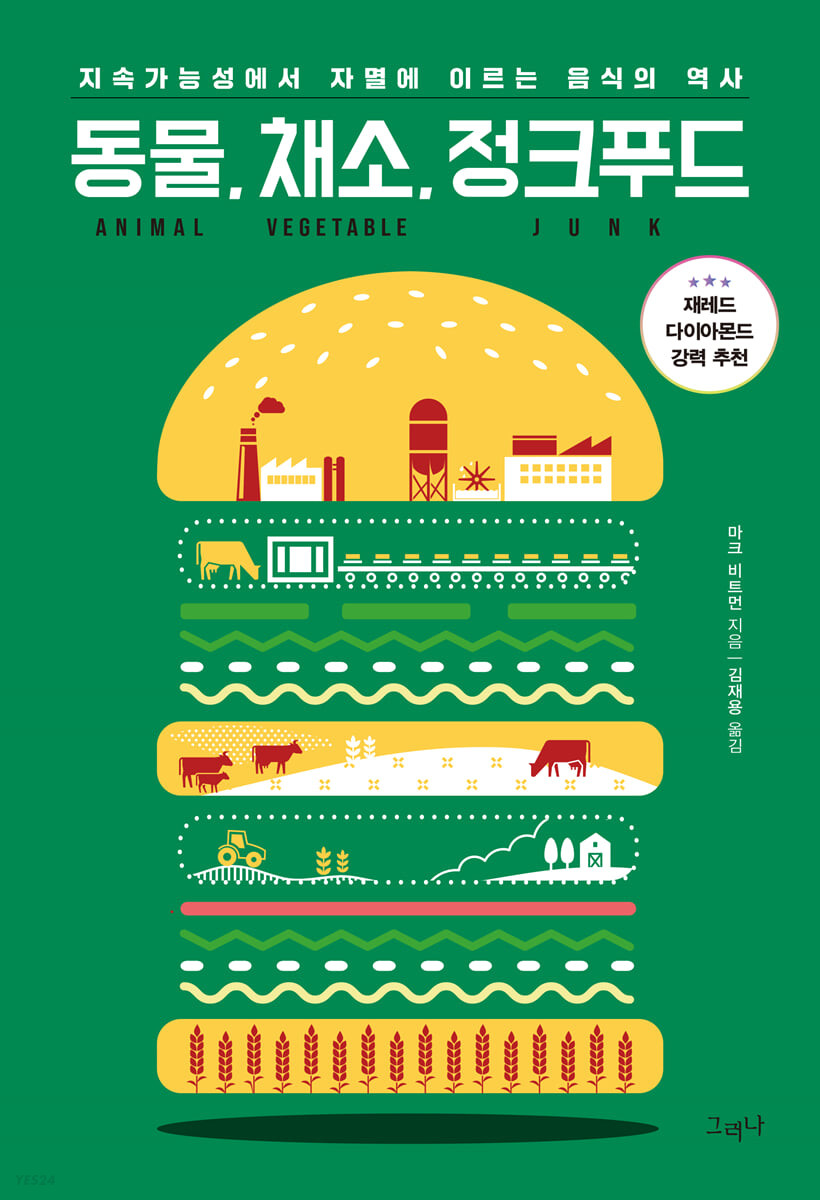 지속가능성에서 자멸에 이르는 음식의 역사
동물, 채소, 정크푸드
ANIMAL VEGETABLE JUNK
재레드
다이아몬드
강력 추천
마크 비트먼 지음 | 김재용 옮김
그러나
YES24